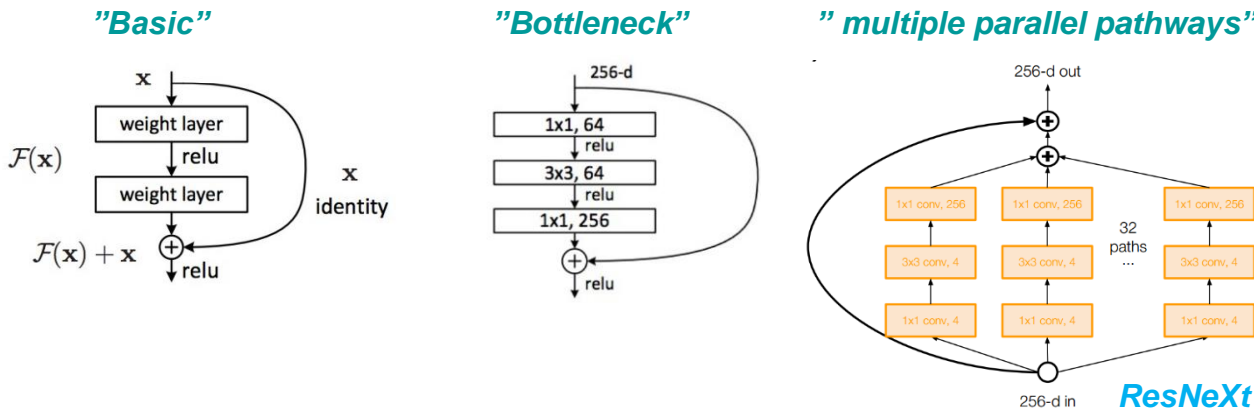 ”Basic”
x
weight layer
F(x)
relu
weight layer
x
identity
F(x) + x
relu
”Bottleneck”
256-d
1x1, 64
relu
3x3, 64
relu
1x1, 256
relu
” multiple parallel pathways”
256-d out
1x1 conv, 256
1x1 conv, 256
1x1 conv, 256
32
paths
...
3x3 conv, 4
3x3 conv, 4
3x3 conv, 4
1x1 conv, 4
1x1 conv, 4
1x1 conv, 4
256-d in
ResNeXt